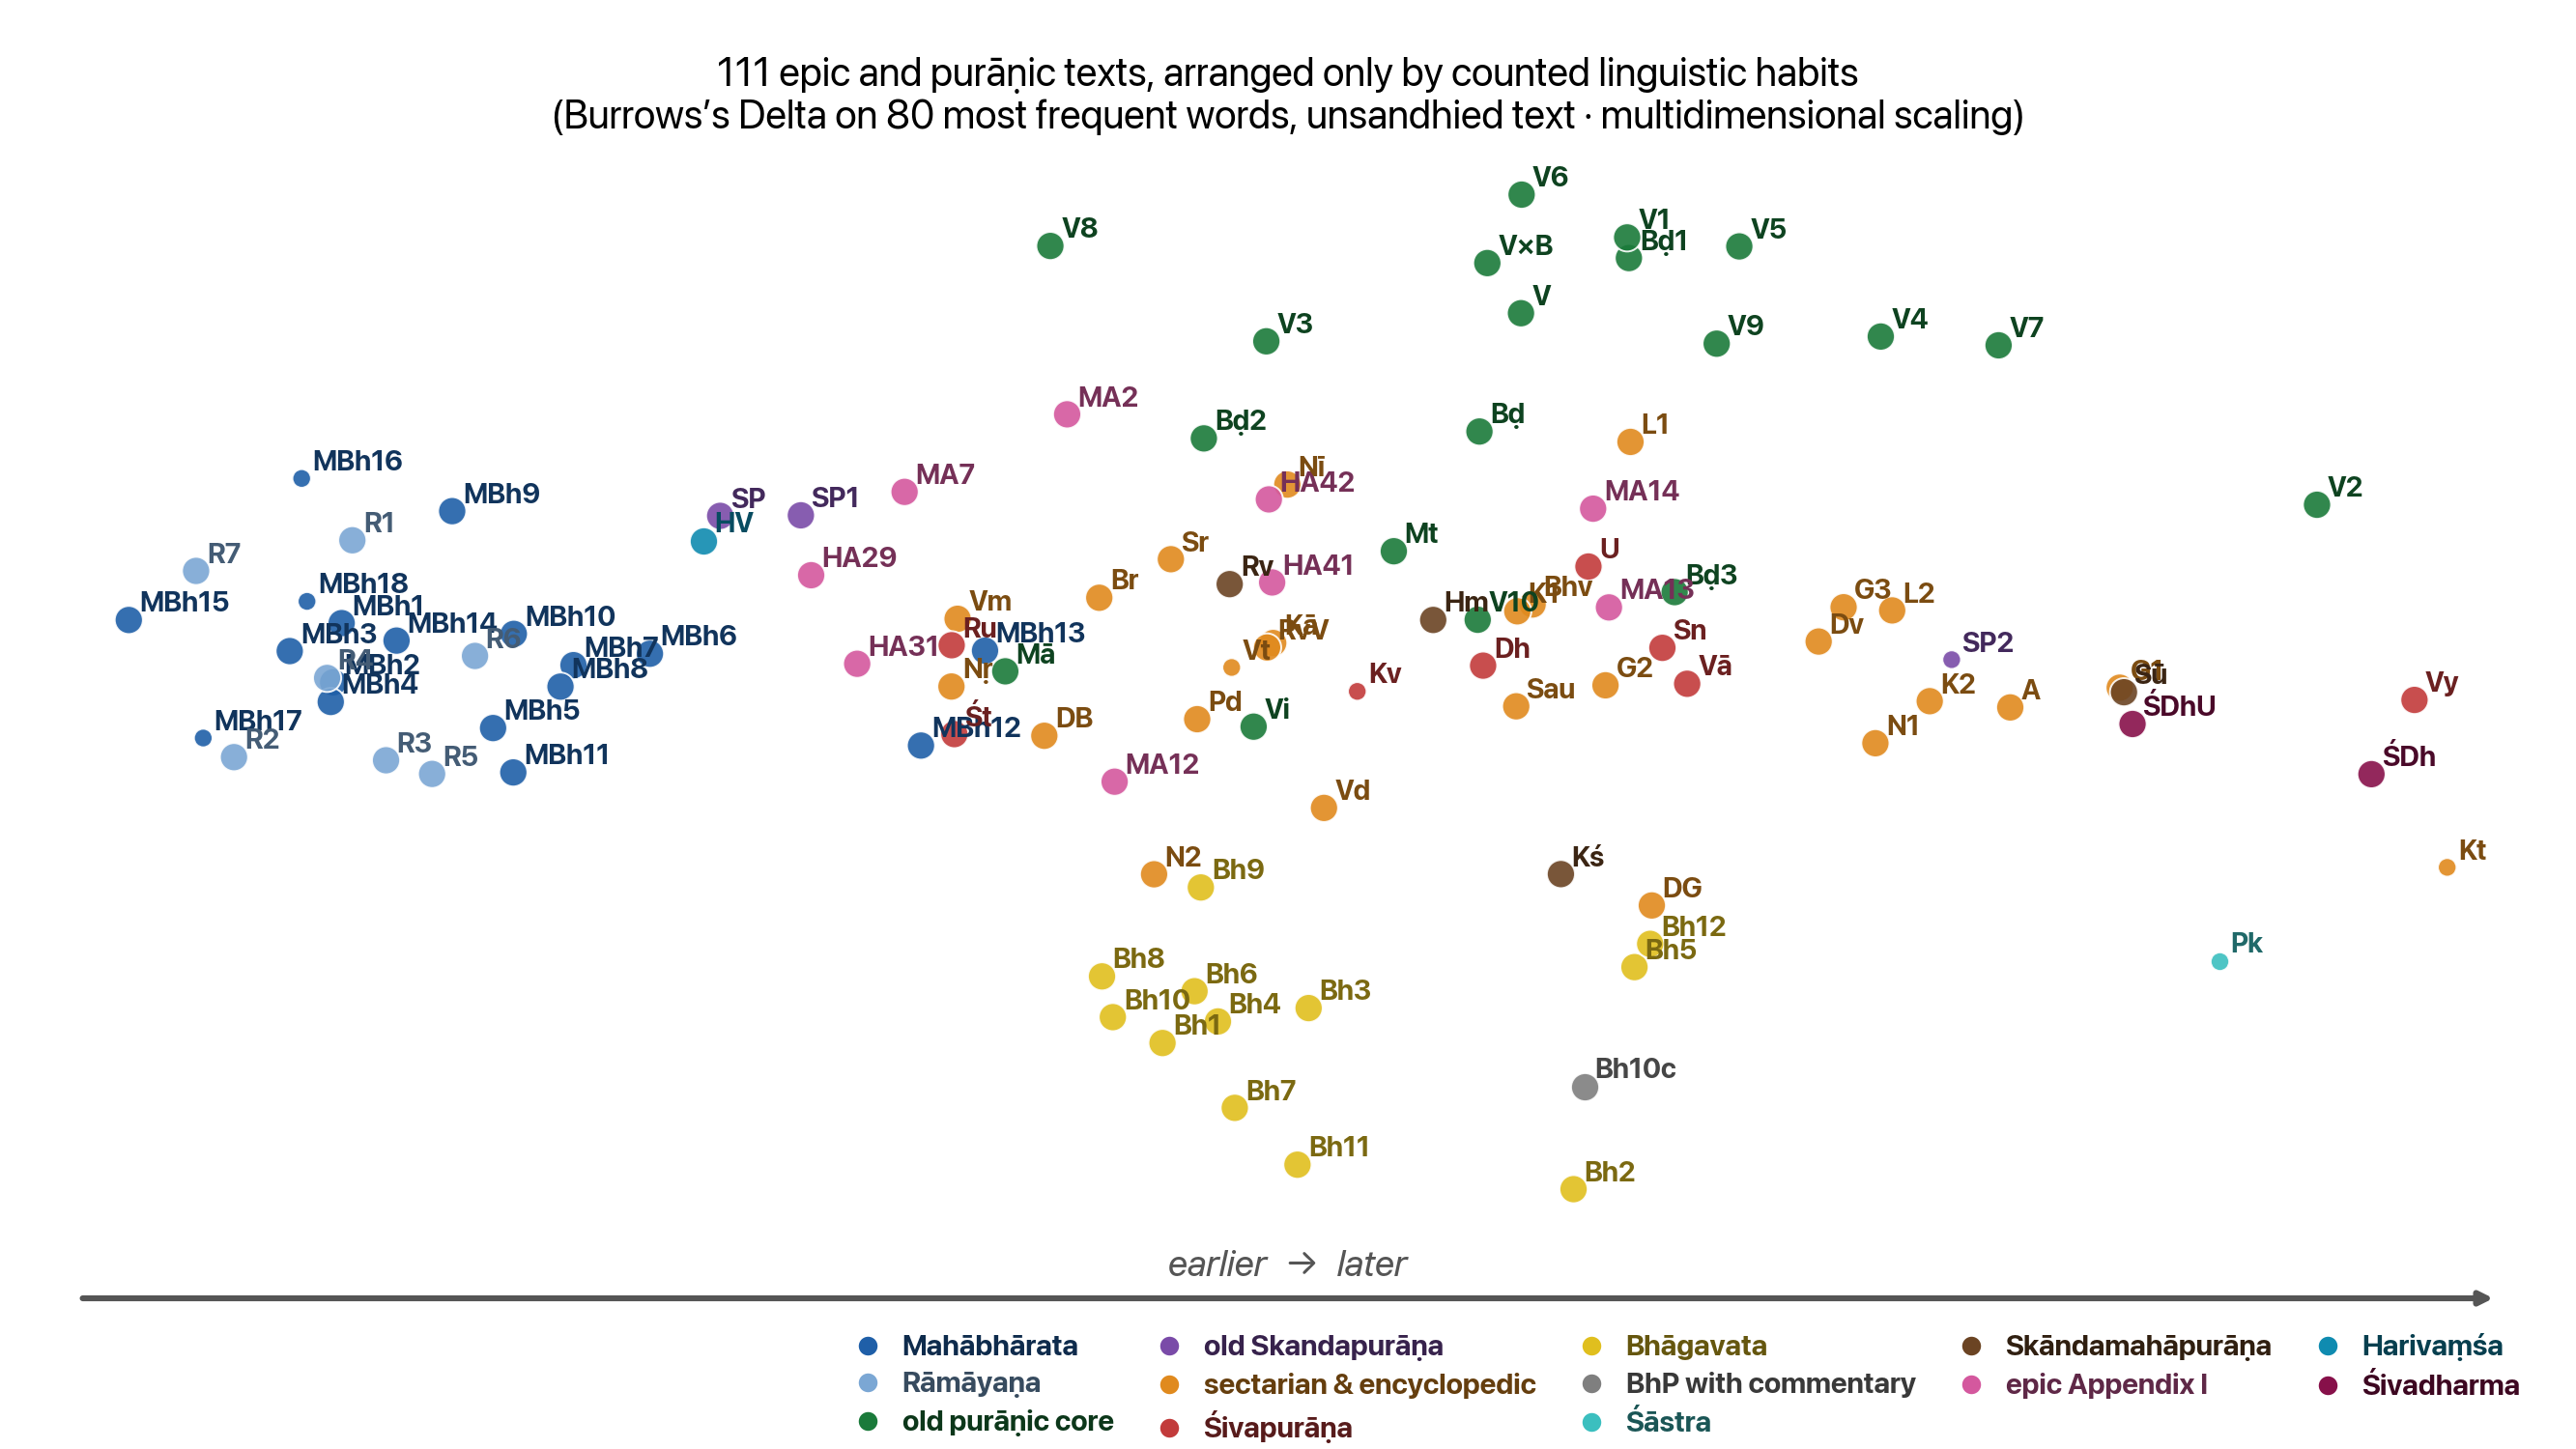 111 epic and purāṇic texts, arranged only by counted linguistic habits
(Burrows’s Delta on 80 most frequent words, unsandhied text · multidimensional scaling)
V6
V8
V1
V5
Bḍ1
V×B
V
V3
V9
V4
V7
MA2
Bḍ2
Bḍ
L1
MBh16
Nī
MA7
HA42
MBh9
SP
SP1
MA14
V2
R1
HV
Mt
R7
Sr
U
HA29
Rv
HA41
MBh18
Br
Bhv
MA13
Bḍ3
G3
L2
MBh15
MBh1
Vm
Hm
V10
MBh14
MBh10
Ru
MBh13
Kā
Dv
MBh3
R6
MBh7
MBh6
HA31
Mā
Vt
Dh
Sn
SP2
R4
MBh2
MBh8
Nṛ
Kv
G2
Vā
Sū
Vy
MBh4
Sau
K2
A
ŚDhU
MBh17
MBh5
Pd
Vi
R2
MBh12
Śt
DB
N1
R3
R5
MBh11
MA12
ŚDh
Vd
N2
Bh9
Kś
Kt
DG
Bh12
Bh5
Pk
Bh8
Bh6
Bh10
Bh4
Bh3
Bh1
Bh10c
Bh7
Bh11
Bh2
earlier → later
Mahābhārata
old Skandapurāṇa
Bhāgavata
Skāndamahāpurāṇa
Harivaṃśa
Rāmāyaṇa
sectarian & encyclopedic
BhP with commentary
epic Appendix I
Śivadharma
old purāṇic core
Śivapurāṇa
Śāstra